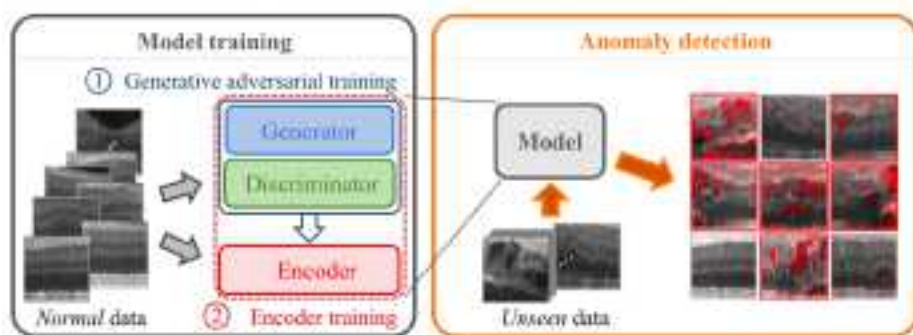 Model training
① Generative adversarial training
Generator
Discriminator
Encoder
Normal data
② Encoder training
Anomaly detection
Model
Unseen data